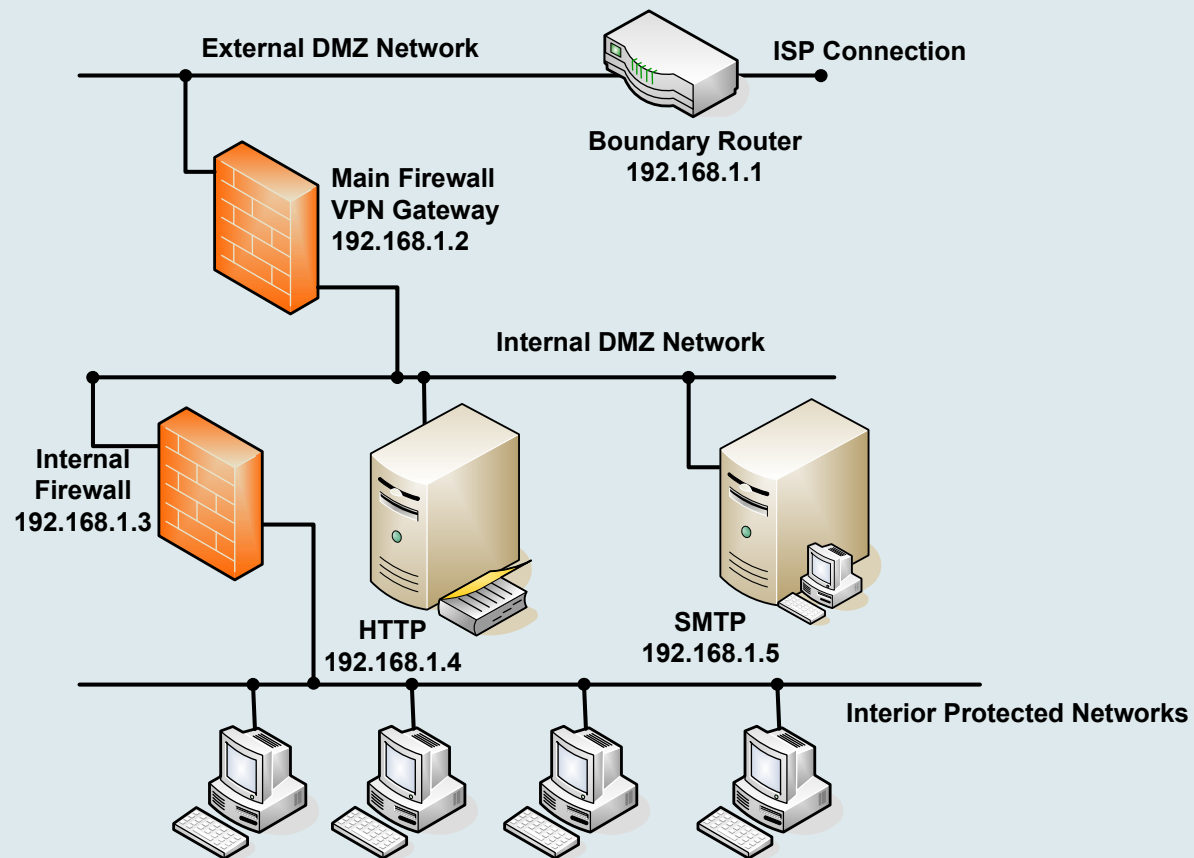 External DMZ Network
ISP Connection
Boundary Router
192.168.1.1
Main Firewall
VPN Gateway
192.168.1.2
Internal DMZ Network
Internal
Firewall
192.168.1.3
HTTP
192.168.1.4
SMTP
192.168.1.5
Interior Protected Networks